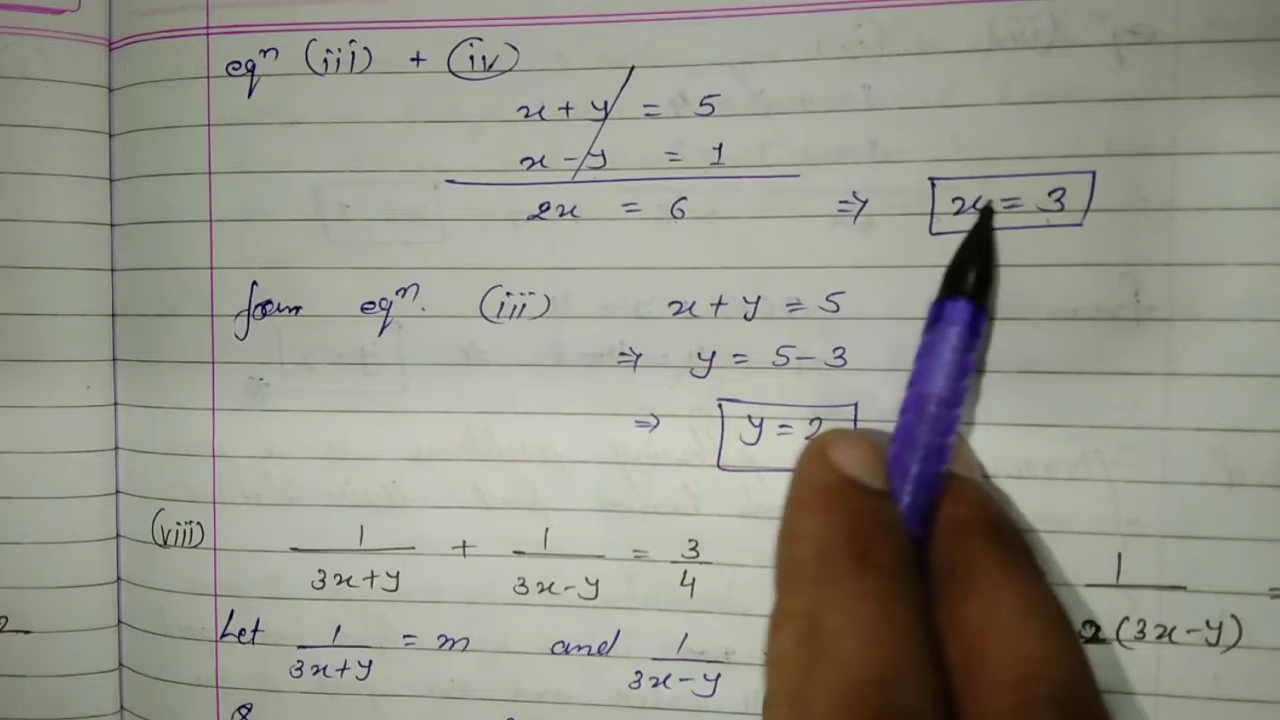 eqⁿ (iii) + (iv)
x + y = 5
x - y = 1
2x = 6 ⇒ x = 3
from eqⁿ. (iii) x + y = 5
⇒ y = 5 - 3
⇒ y = 2
(viii) 1/(3x+y) + 1/(3x-y) = 3/4 1/(2(3x-y)) =
Let 1/(3x+y) = m and 1/(3x-y)